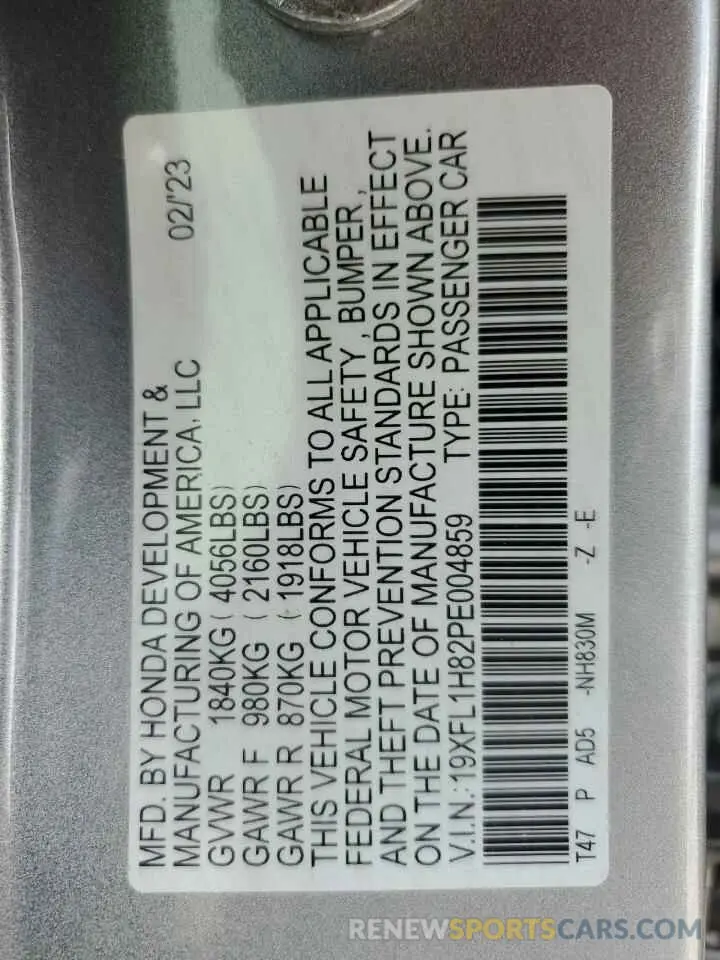 MFD. BY HONDA DEVELOPMENT &
MANUFACTURING OF AMERICA, LLC 02/'23
GVWR 1840KG ( 4056LBS)
GAWR F 980KG ( 2160LBS)
GAWR R 870KG ( 1918LBS)
THIS VEHICLE CONFORMS TO ALL APPLICABLE
FEDERAL MOTOR VEHICLE SAFETY , BUMPER ,
AND THEFT PREVENTION STANDARDS IN EFFECT
ON THE DATE OF MANUFACTURE SHOWN ABOVE.
V.I.N.: 19XFL1H82PE004859 TYPE: PASSENGER CAR
T47 P AD5 -NH830M -Z -E
RENEWSPORTSCARS.COM